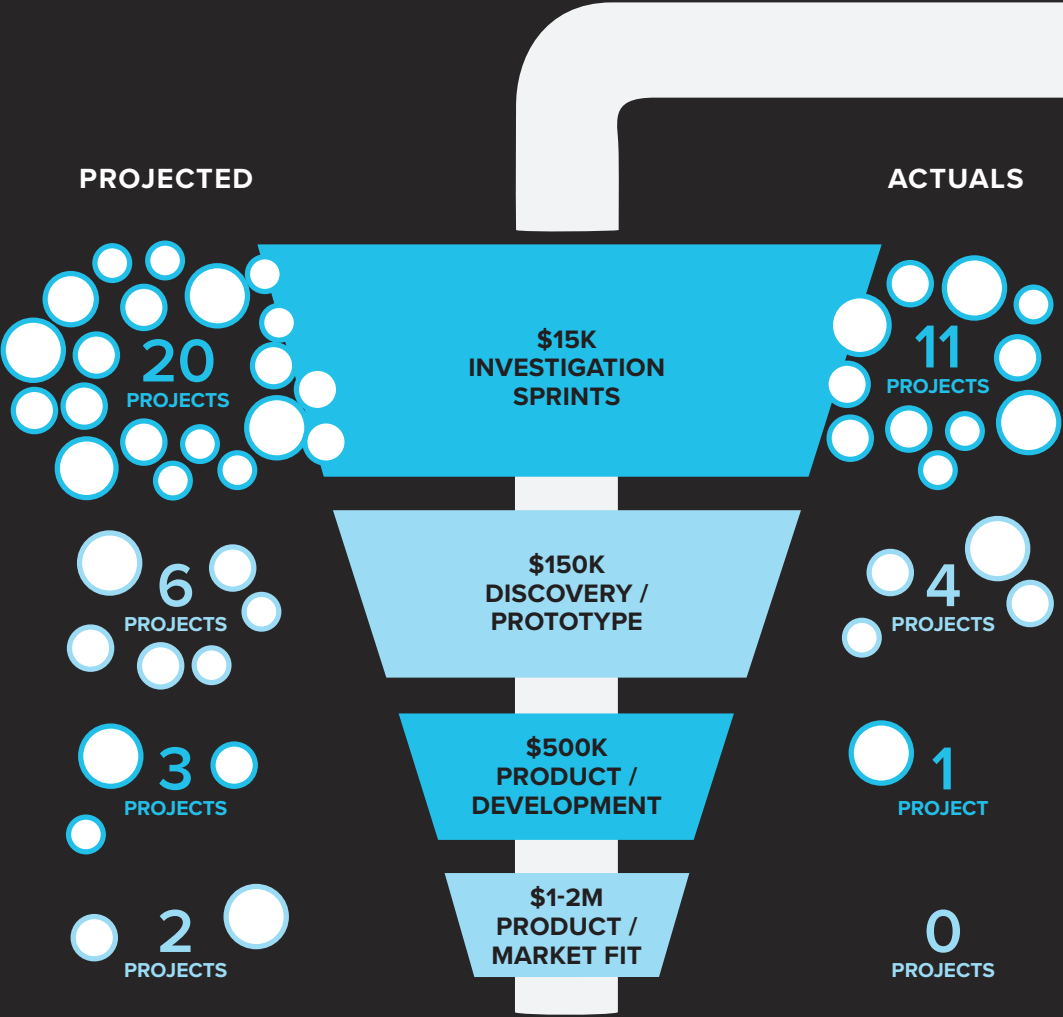 PROJECTED
ACTUALS
20
PROJECTS
$15K
INVESTIGATION
SPRINTS
11
PROJECTS
6
PROJECTS
$150K
DISCOVERY /
PROTOTYPE
4
PROJECTS
3
PROJECTS
$500K
PRODUCT /
DEVELOPMENT
1
PROJECT
2
PROJECTS
$1-2M
PRODUCT /
MARKET FIT
0
PROJECTS